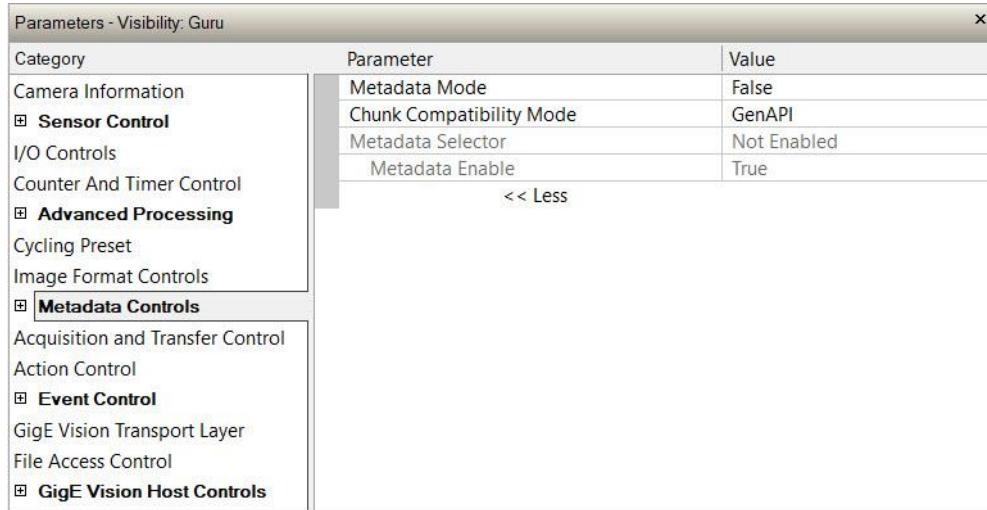 Parameters - Visibility: Guru
×
Category
Parameter
Value
Camera Information
Sensor Control
I/O Controls
Counter And Timer Control
Advanced Processing
Cycling Preset
Image Format Controls
Metadata Controls
Acquisition and Transfer Control
Action Control
Event Control
GigE Vision Transport Layer
File Access Control
GigE Vision Host Controls
Metadata Mode False
Chunk Compatibility Mode GenAPI
Metadata Selector Not Enabled
Metadata Enable True
<< Less